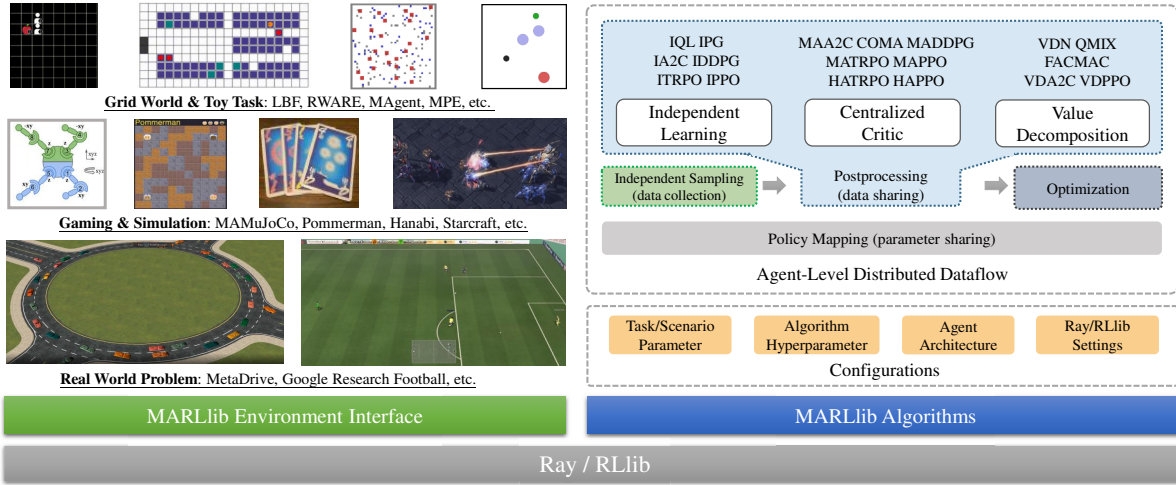 Grid World & Toy Task: LBF, RWARE, MAgent, MPE, etc.
Pommerman
Gaming & Simulation: MAMuJoCo, Pommerman, Hanabi, Starcraft, etc.
Real World Problem: MetaDrive, Google Research Football, etc.
MARLlib Environment Interface
IQL IPG
IA2C IDDPG
ITRPO IPPO
Independent
Learning
MAA2C COMA MADDPG
MATRPO MAPPO
HATRPO HAPPO
Centralized
Critic
VDN QMIX
FACMAC
VDA2C VDPPO
Value
Decomposition
Independent Sampling
(data collection)
Postprocessing
(data sharing)
Optimization
Policy Mapping (parameter sharing)
Agent-Level Distributed Dataflow
Task/Scenario
Parameter
Algorithm
Hyperparameter
Agent
Architecture
Ray/RLlib
Settings
Configurations
MARLlib Algorithms
Ray / RLlib